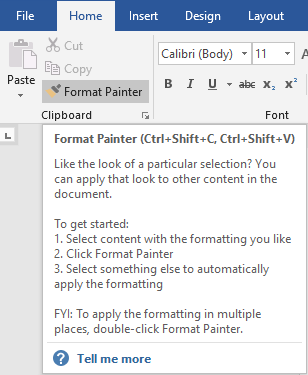 File Home Insert Design Layout
Cut
Copy
Paste
Format Painter
Clipboard
Calibri (Body) 11
B I U abc x₂ x²
Font
Format Painter (Ctrl+Shift+C, Ctrl+Shift+V)
Like the look of a particular selection? You
can apply that look to other content in the
document.
To get started:
1. Select content with the formatting you like
2. Click Format Painter
3. Select something else to automatically
apply the formatting
FYI: To apply the formatting in multiple
places, double-click Format Painter.
Tell me more